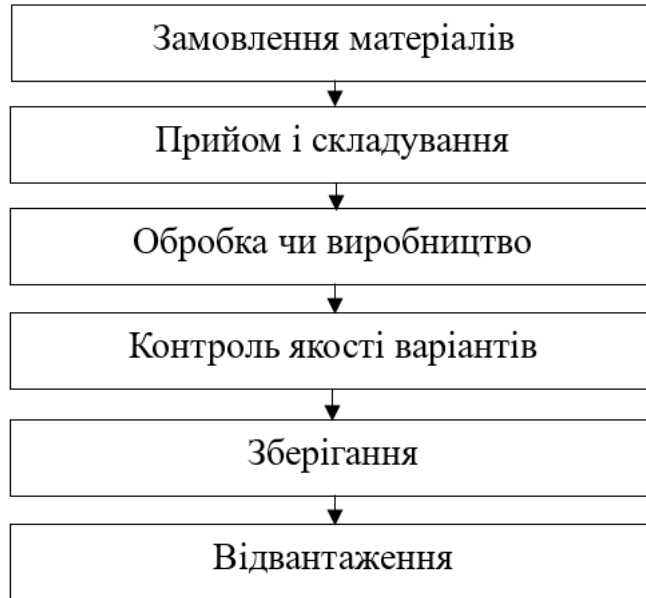 Замовлення матеріалів
Прийом і складування
Обробка чи виробництво
Контроль якості варіантів
Зберігання
Відвантаження